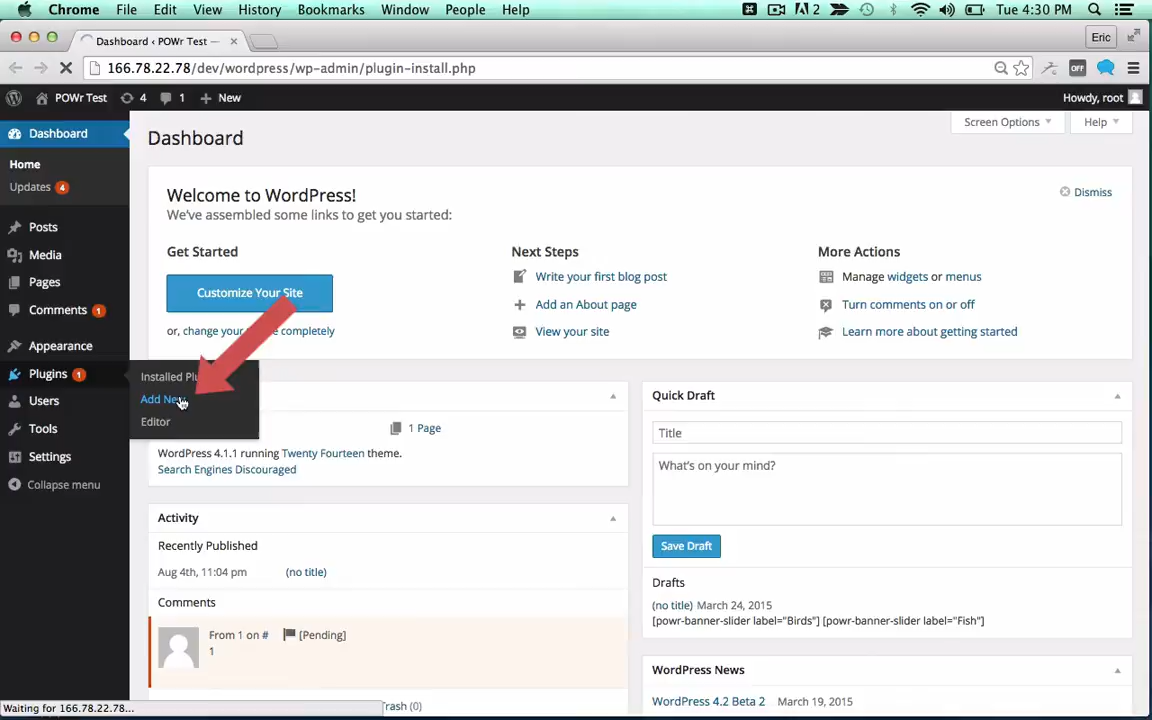 Chrome File Edit View History Bookmarks Window People Help 2 Tue 4:30 PM
Dashboard ‹ POWr Test — Eric
166.78.22.78/dev/wordpress/wp-admin/plugin-install.php OFF
POWr Test 4 1 New Howdy, root
Dashboard
Home
Updates 4
Posts
Media
Pages
Comments 1
Appearance
Plugins 1
Users
Tools
Settings
Collapse menu
Installed
Add New
Editor
Dashboard
Screen Options Help
Welcome to WordPress!
Dismiss
We've assembled some links to get you started:
Get Started
Customize Your Site
or, change your completely
Next Steps
Write your first blog post
Add an About page
View your site
More Actions
Manage widgets or menus
Turn comments on or off
Learn more about getting started
1 Page
WordPress 4.1.1 running Twenty Fourteen theme.
Search Engines Discouraged
Activity
Recently Published
Aug 4th, 11:04 pm (no title)
Comments
From 1 on # [Pending]
1
Trash (0)
Quick Draft
Title
What's on your mind?
Save Draft
Drafts
(no title) March 24, 2015
[powr-banner-slider label="Birds"] [powr-banner-slider label="Fish"]
WordPress News
WordPress 4.2 Beta 2 March 19, 2015
Waiting for 166.78.22.78...